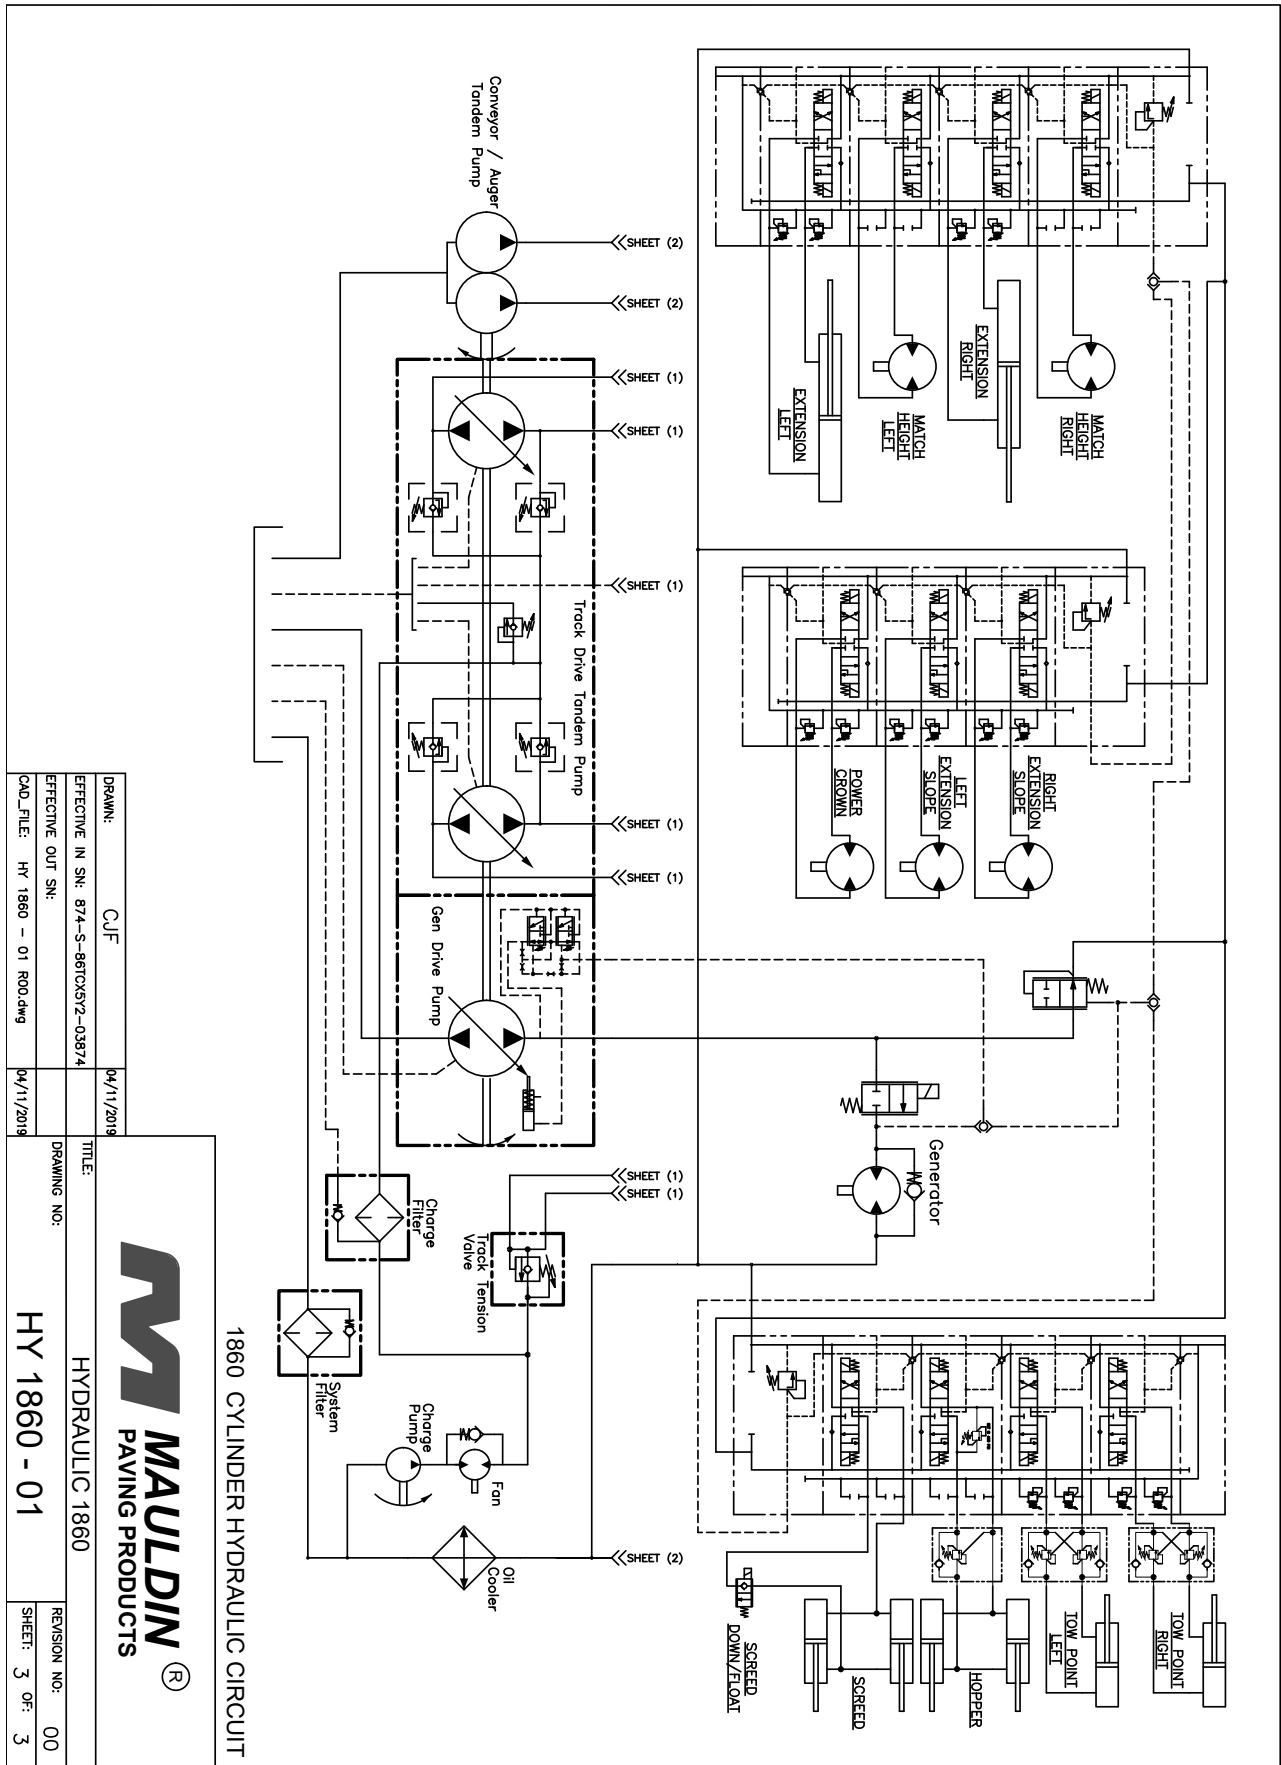 Conveyor / Auger
Tandem Pump
SHEET (2)
SHEET (2)
SHEET (1)
SHEET (1)
SHEET (1)
SHEET (1)
SHEET (1)
Track Drive Tandem Pump
Gen Drive Pump
EXTENSION
LEFT
MATCH
HEIGHT
LEFT
EXTENSION
RIGHT
MATCH
HEIGHT
RIGHT
POWER
CROWN
LEFT
EXTENSION
SLOPE
RIGHT
EXTENSION
SLOPE
Generator
SHEET (1)
SHEET (1)
Track Tension
Valve
Charge
Filter
System
Filter
Charge
Pump
Fan
Oil
Cooler
SHEET (2)
SCREED
DOWN/FLOAT
SCREED
HOPPER
TOW POINT
LEFT
TOW POINT
RIGHT
1860 CYLINDER HYDRAULIC CIRCUIT
MAULDIN ®
PAVING PRODUCTS
DRAWN: CJF 04/11/2019
EFFECTIVE IN SN: 874-S-86TCX5Y2-03874
EFFECTIVE OUT SN:
CAD_FILE: HY 1860 - 01 R00.dwg 04/11/2019
TITLE: HYDRAULIC 1860
DRAWING NO: HY 1860 - 01
REVISION NO: 00
SHEET: 3 OF: 3